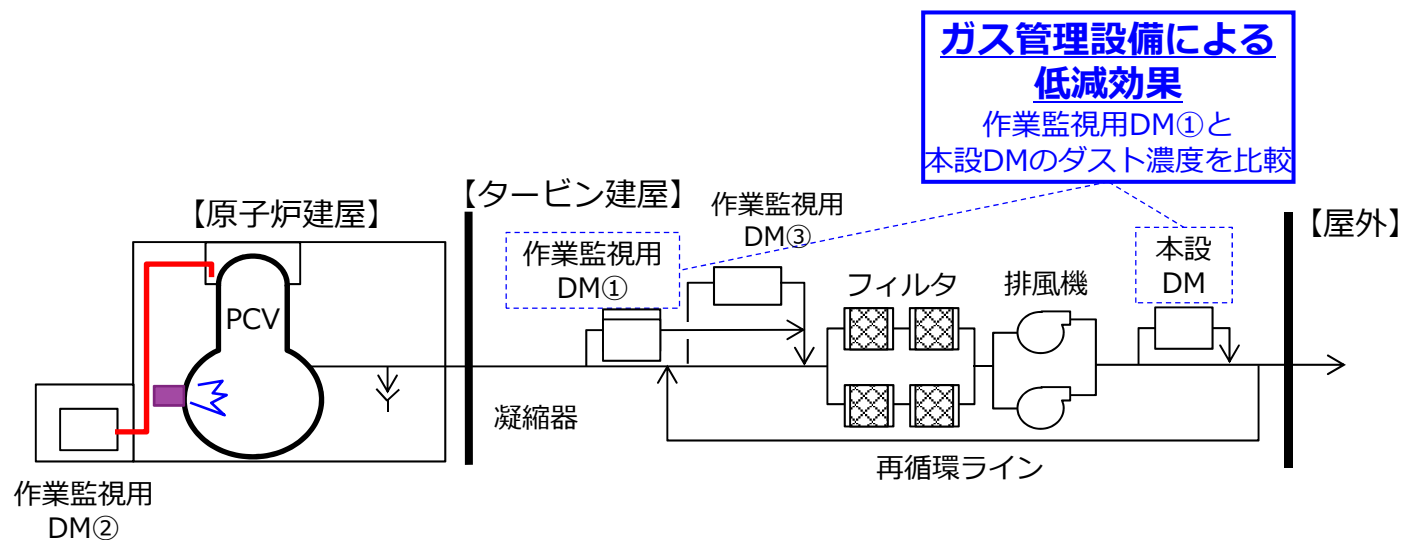 ガス管理設備による
低減効果
作業監視用DM①と
本設DMのダスト濃度を比較
【原子炉建屋】
【タービン建屋】
作業監視用
DM③
【屋外】
作業監視用
DM①
本設
DM
フィルタ
排風機
PCV
凝縮器
再循環ライン
作業監視用
DM②